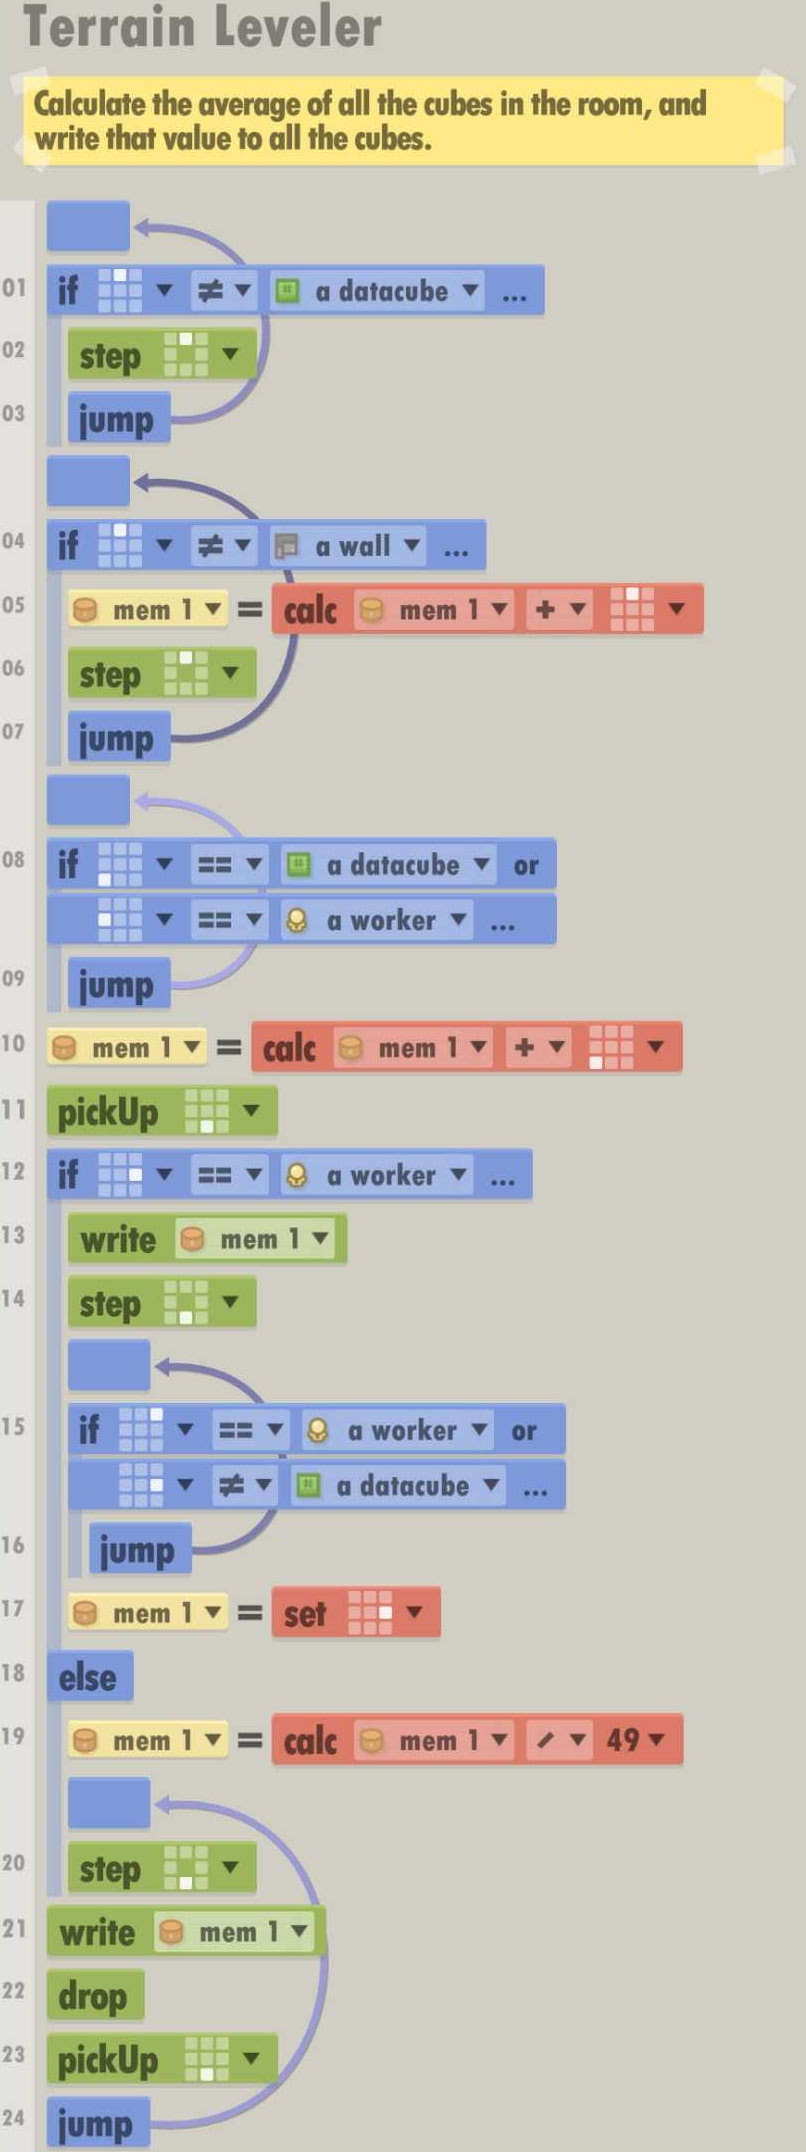 Terrain Leveler
Calculate the average of all the cubes in the room, and
write that value to all the cubes.
01 if ≠ a datacube ...
02 step
03 jump
04 if ≠ a wall ...
05 mem 1 = calc mem 1 +
06 step
07 jump
08 if == a datacube or
== a worker ...
09 jump
10 mem 1 = calc mem 1 +
11 pickUp
12 if == a worker ...
13 write mem 1
14 step
15 if == a worker or
≠ a datacube ...
16 jump
17 mem 1 = set
18 else
19 mem 1 = calc mem 1 / 49
20 step
21 write mem 1
22 drop
23 pickUp
24 jump